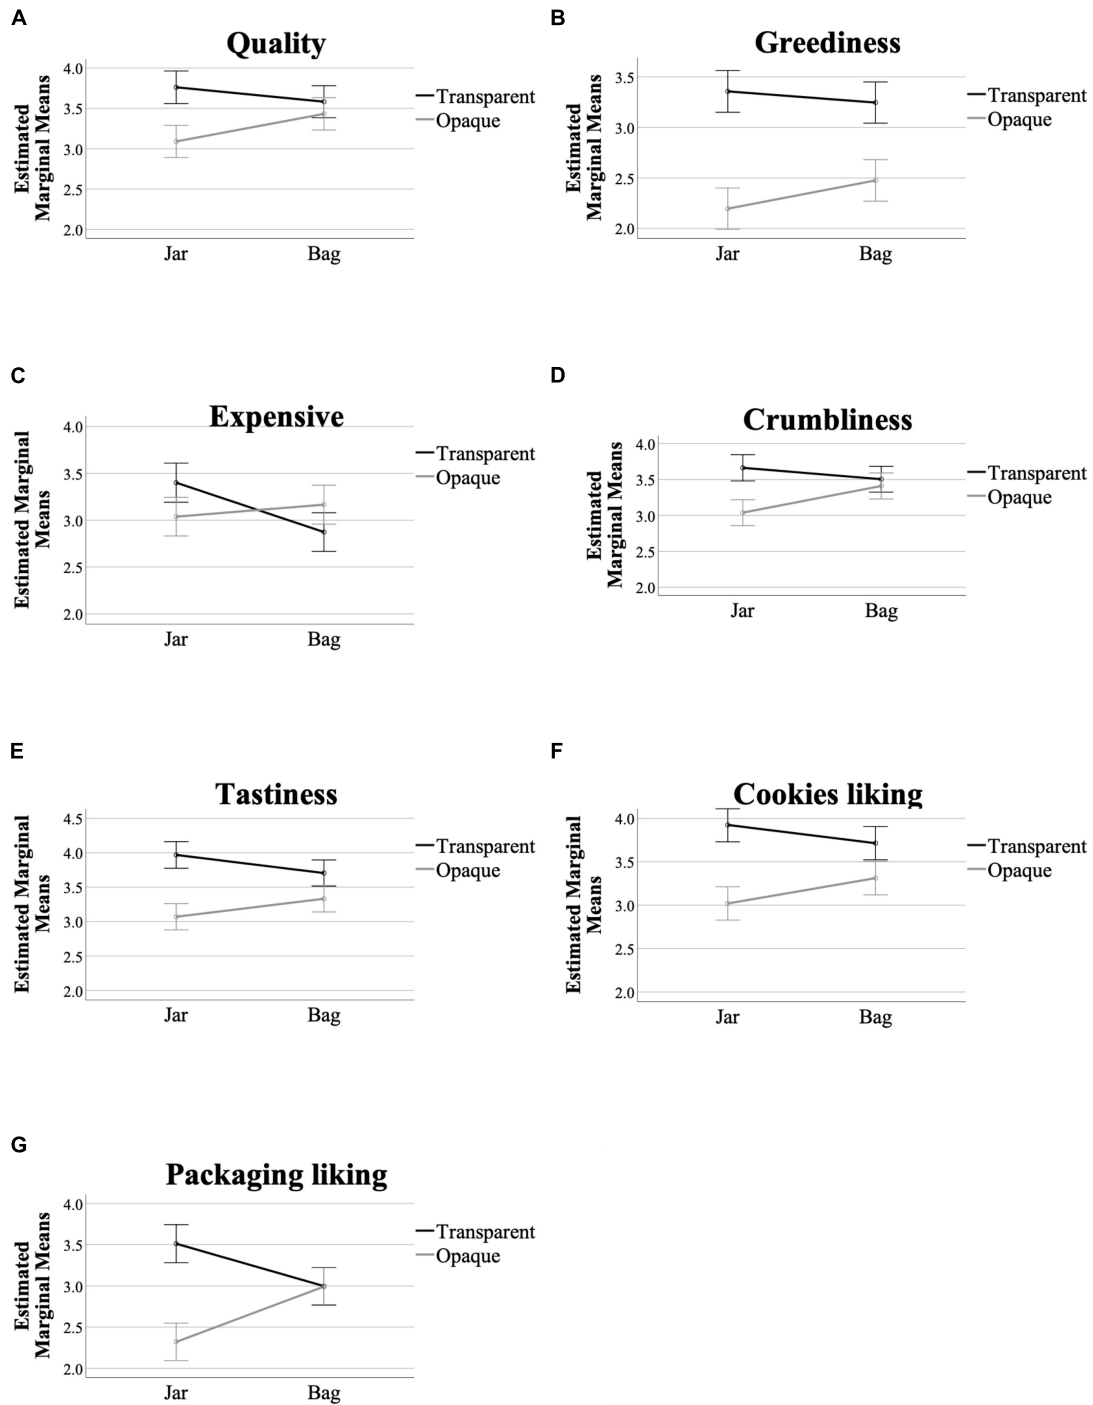 A
Quality
Estimated
Marginal Means
4.0
3.5
3.0
2.5
2.0
Jar
Bag
Transparent
Opaque
B
Greediness
Estimated
Marginal Means
3.5
3.0
2.5
2.0
Jar
Bag
Transparent
Opaque
C
Expensive
Estimated Marginal
Means
4.0
3.5
3.0
2.5
2.0
Jar
Bag
Transparent
Opaque
D
Crumbliness
Estimated
Marginal Means
4.0
3.5
3.0
2.5
2.0
Jar
Bag
Transparent
Opaque
E
Tastiness
Estimated Marginal
Means
4.5
4.0
3.5
3.0
2.5
2.0
Jar
Bag
Transparent
Opaque
F
Cookies liking
Estimated Marginal
Means
4.0
3.5
3.0
2.5
2.0
Jar
Bag
Transparent
Opaque
G
Packaging liking
Estimated
Marginal Means
4.0
3.5
3.0
2.5
2.0
Jar
Bag
Transparent
Opaque